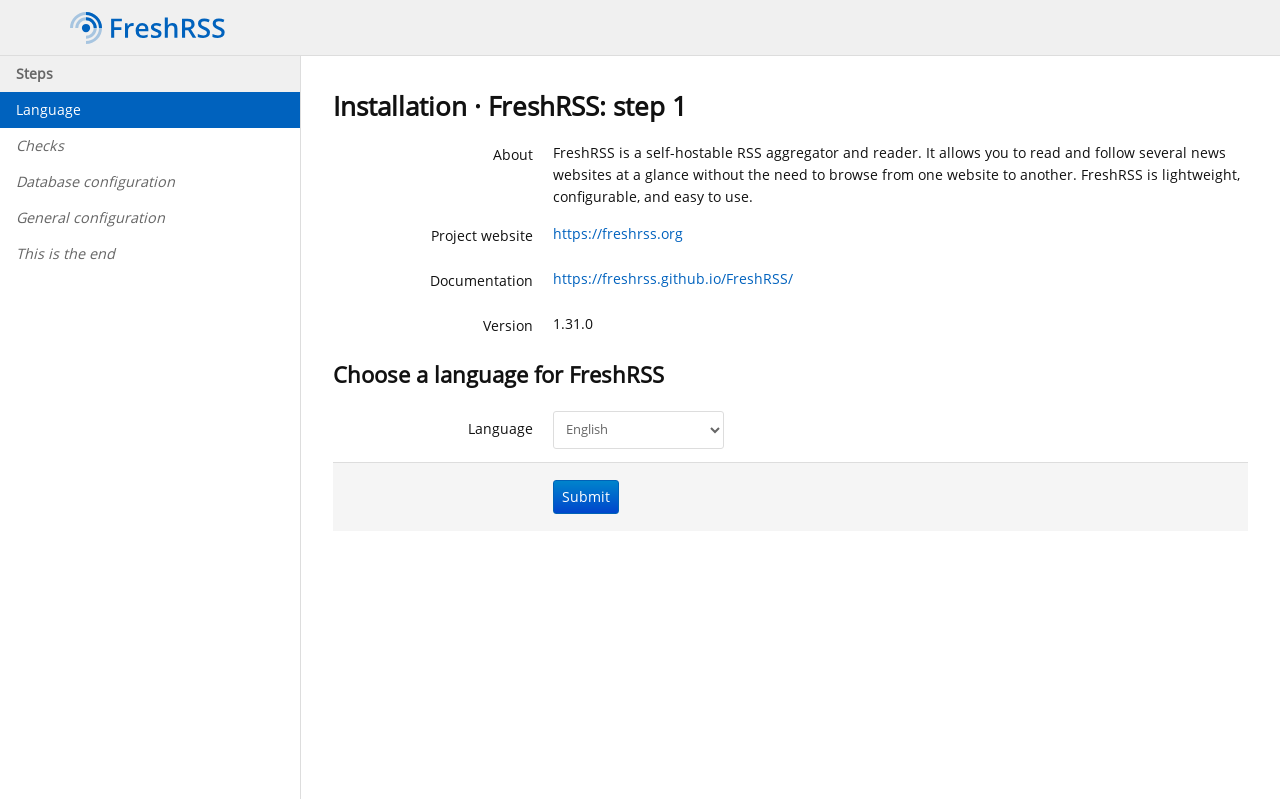 FreshRSS
Steps
Language
Checks
Database configuration
General configuration
This is the end
Installation · FreshRSS: step 1
About
FreshRSS is a self-hostable RSS aggregator and reader. It allows you to read and follow several news
websites at a glance without the need to browse from one website to another. FreshRSS is lightweight,
configurable, and easy to use.
Project website
https://freshrss.org
Documentation
https://freshrss.github.io/FreshRSS/
Version
1.31.0
Choose a language for FreshRSS
Language
English
Submit